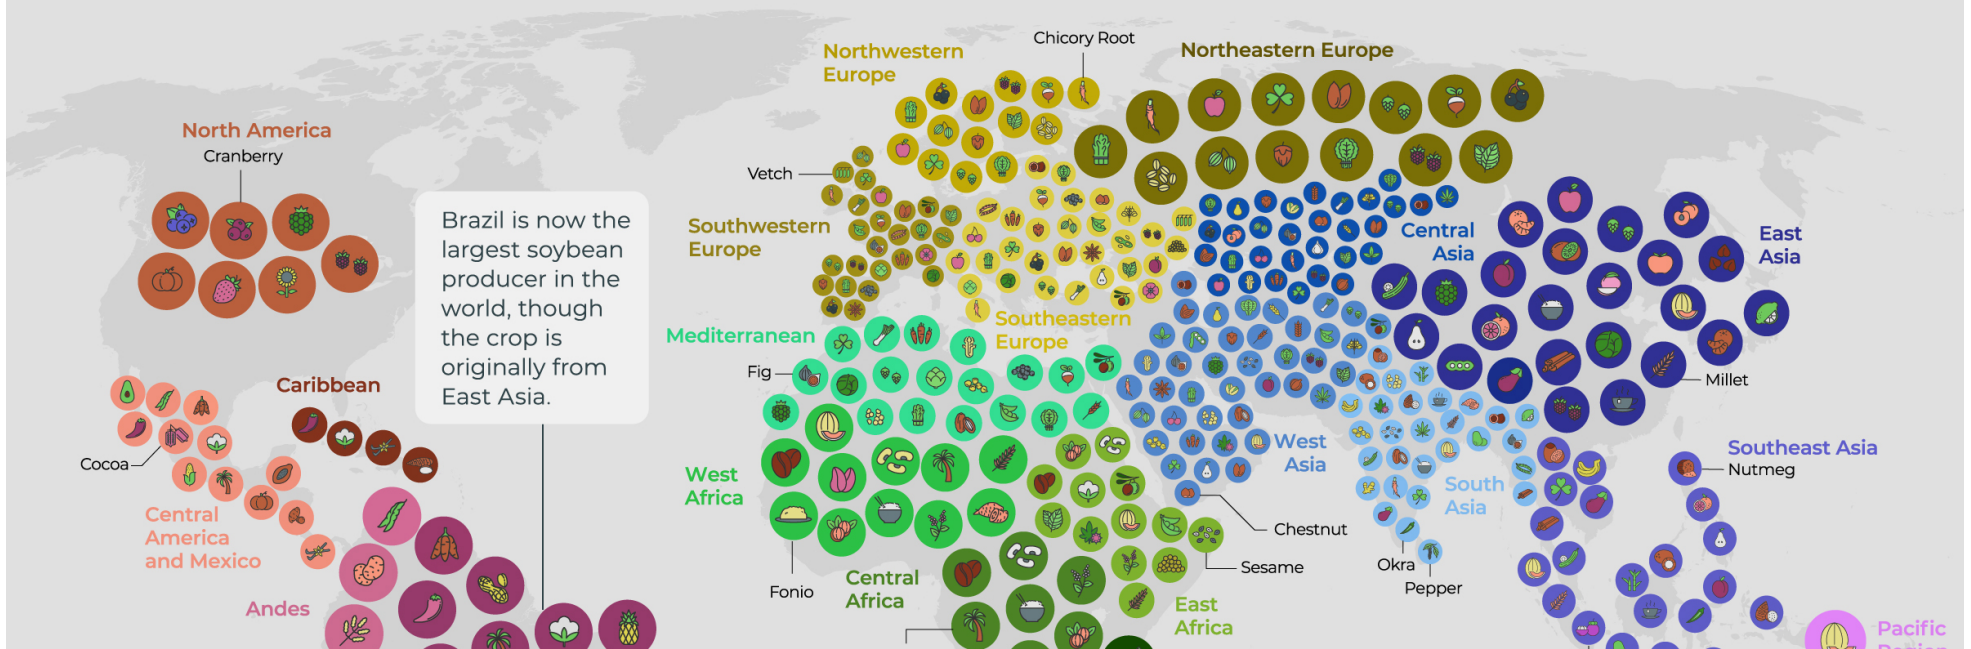 Chicory Root
Northwestern
Europe
Northeastern Europe
North America
Cranberry
Vetch
Brazil is now the
largest soybean
producer in the
world, though
the crop is
originally from
East Asia.
Southwestern
Europe
Central
Asia
East
Asia
Southeastern
Europe
Mediterranean
Fig
Millet
Caribbean
Cocoa
West
Africa
West
Asia
Southeast Asia
Nutmeg
South
Asia
Central
America
and Mexico
Chestnut
Sesame
Okra
Pepper
Fonio
Central
Africa
East
Africa
Andes
Pacific
Region